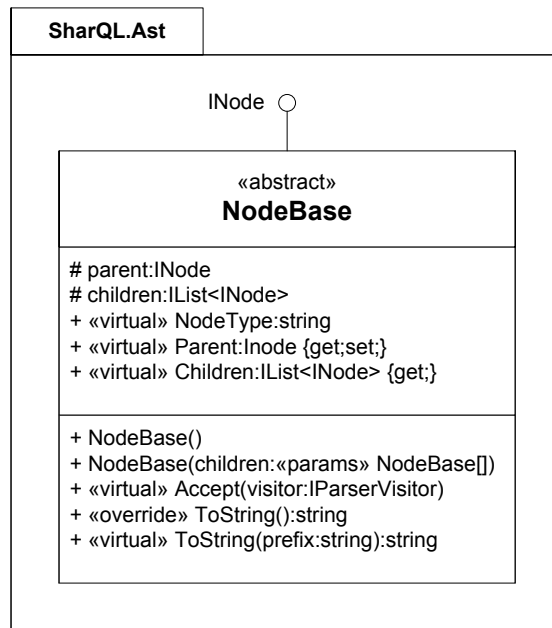 SharQL.Ast
INode
«abstract»
NodeBase
# parent:INode
# children:IList<INode>
+ «virtual» NodeType:string
+ «virtual» Parent:Inode {get;set;}
+ «virtual» Children:IList<INode> {get;}
+ NodeBase()
+ NodeBase(children:«params» NodeBase[])
+ «virtual» Accept(visitor:IParserVisitor)
+ «override» ToString():string
+ «virtual» ToString(prefix:string):string